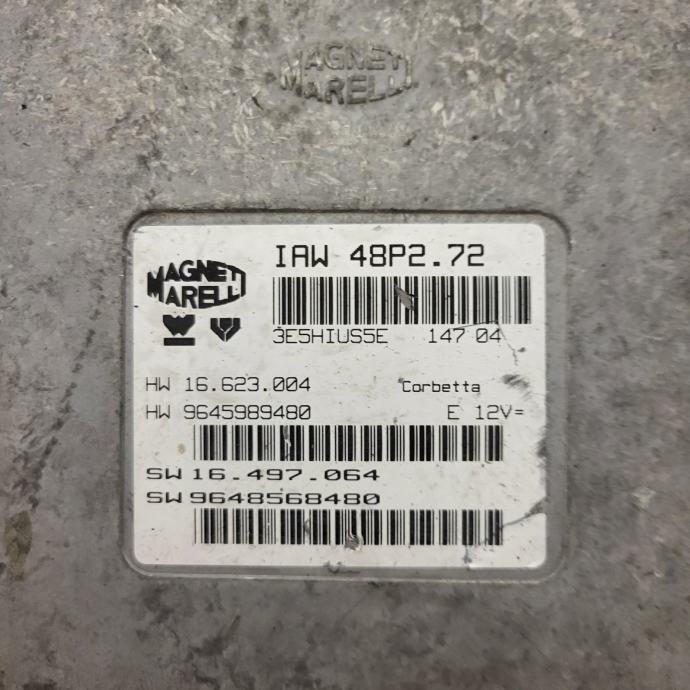 MAGNETI
MARELLI
MAGNETI
MARELLI
IAW 48P2.72
3E5HIUS5E 147 04
HW 16.623.004 Corbetta
HW 9645989480 E 12V=
SW 16.497.064
SW 9648568480